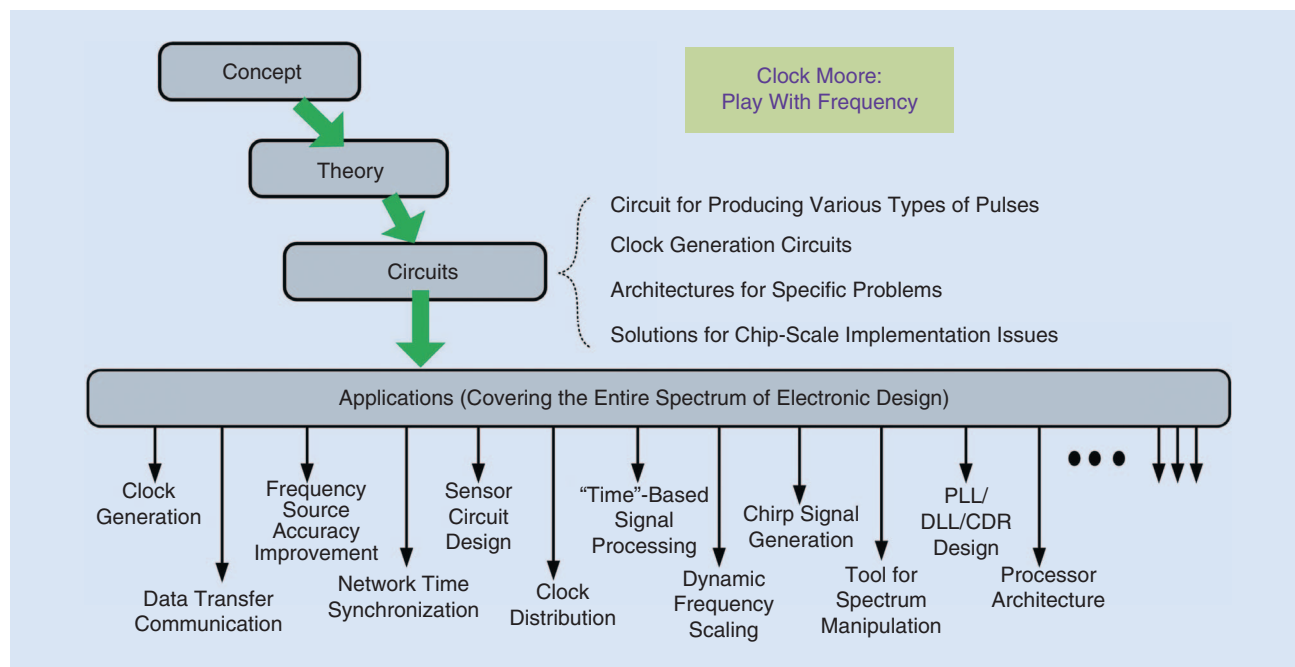 Concept
Clock Moore:
Play With Frequency
Theory
Circuits
Circuit for Producing Various Types of Pulses
Clock Generation Circuits
Architectures for Specific Problems
Solutions for Chip-Scale Implementation Issues
Applications (Covering the Entire Spectrum of Electronic Design)
Clock
Generation
Data Transfer
Communication
Frequency
Source
Accuracy
Improvement
Network Time
Synchronization
Sensor
Circuit
Design
Clock
Distribution
“Time”-Based
Signal
Processing
Dynamic
Frequency
Scaling
Chirp Signal
Generation
Tool for
Spectrum
Manipulation
PLL/
DLL/CDR
Design
Processor
Architecture